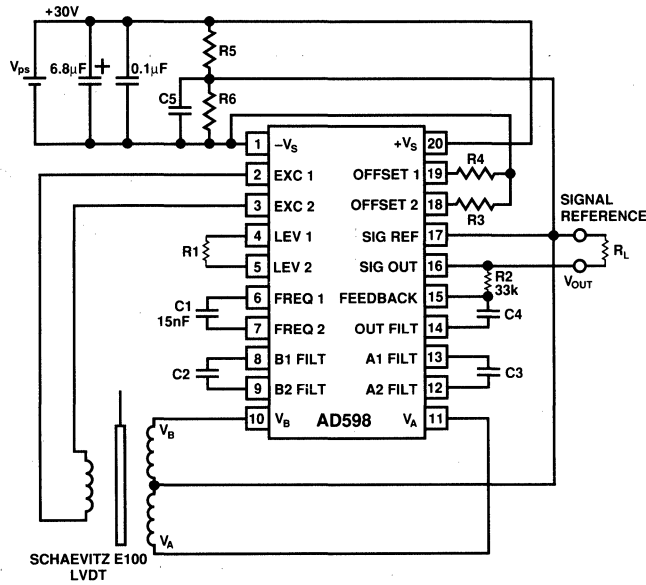 +30V
Vps
6.8μF
+
0.1μF
R5
C5
R6
1
–VS
+VS
20
2
EXC 1
OFFSET 1
19
R4
3
EXC 2
OFFSET 2
18
R3
SIGNAL
REFERENCE
4
LEV 1
SIG REF
17
R1
RL
5
LEV 2
SIG OUT
16
R2
33k
VOUT
6
FREQ 1
FEEDBACK
15
C1
15nF
7
FREQ 2
OUT FILT
14
C4
8
B1 FILT
A1 FILT
13
C2
C3
9
B2 FiLT
A2 FILT
12
10
VB
AD598
VA
11
VB
VA
SCHAEVITZ E100
LVDT